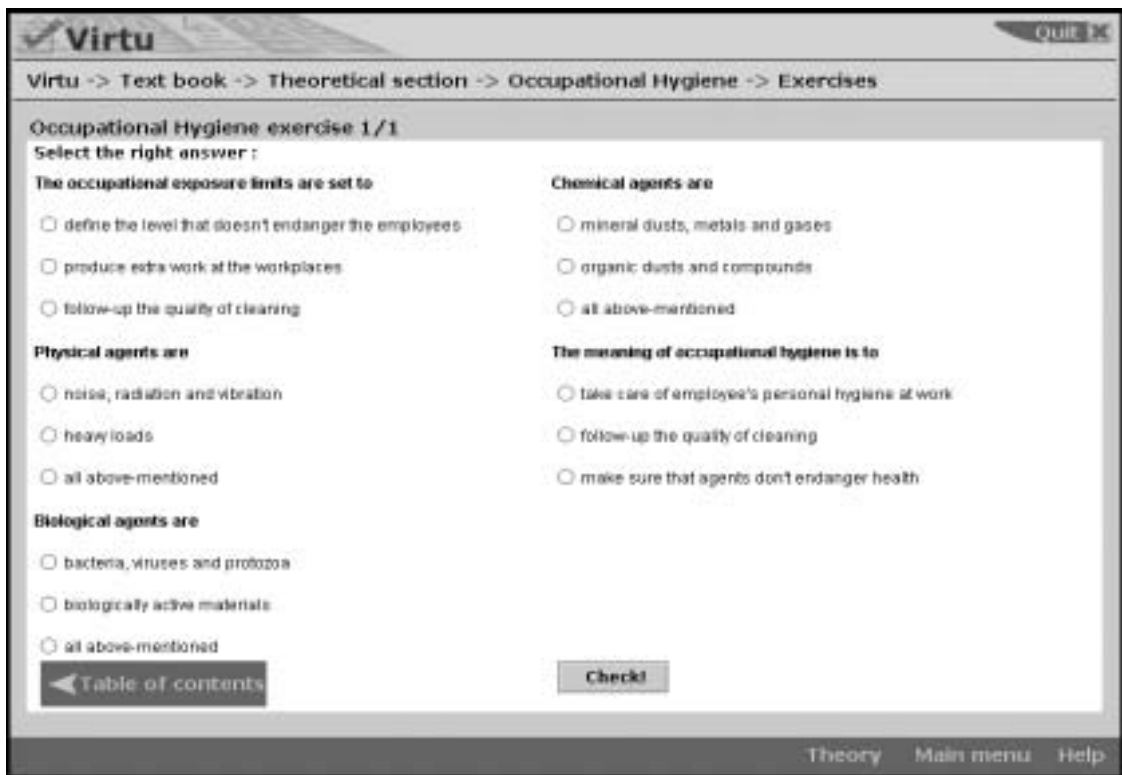 Virtu
Quit
Virtu -> Text book -> Theoretical section -> Occupational Hygiene -> Exercises
Occupational Hygiene exercise 1/1
Select the right answer :
The occupational exposure limits are set to
define the level that doesn't endanger the employees
produce extra work at the workplaces
follow-up the quality of cleaning
Physical agents are
noise, radiation and vibration
heavy loads
all above-mentioned
Biological agents are
bacteria, viruses and protozoa
biologically active materials
all above-mentioned
Chemical agents are
mineral dusts, metals and gases
organic dusts and compounds
all above-mentioned
The meaning of occupational hygiene is to
take care of employee's personal hygiene at work
follow-up the quality of cleaning
make sure that agents don't endanger health
Table of contents
Check!
Theory Main menu Help